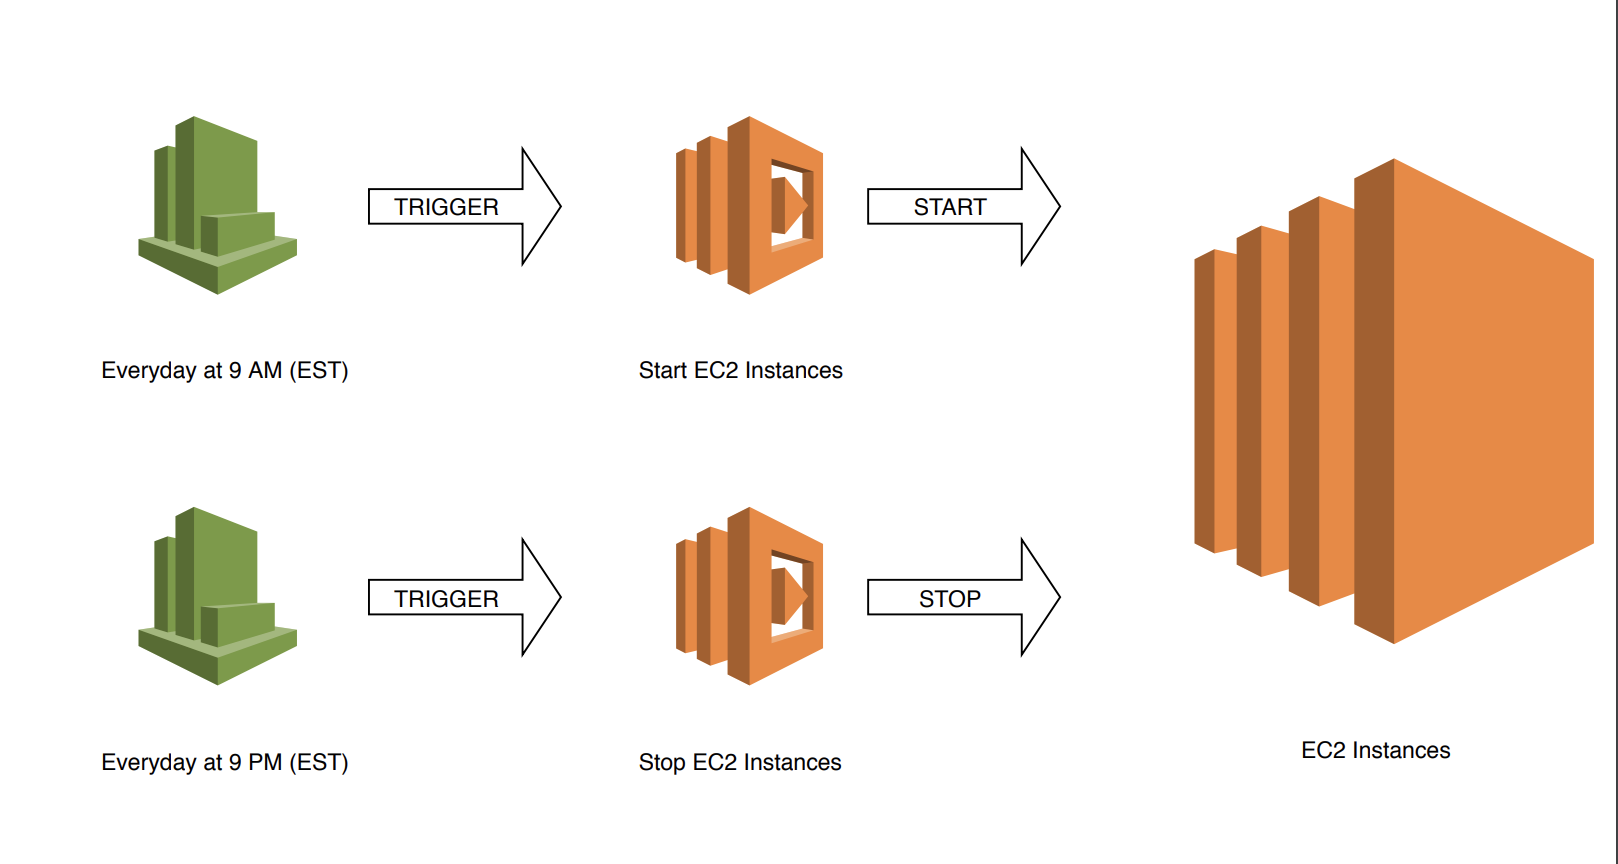 TRIGGER
START
Everyday at 9 AM (EST)
Start EC2 Instances
TRIGGER
STOP
Everyday at 9 PM (EST)
Stop EC2 Instances
EC2 Instances